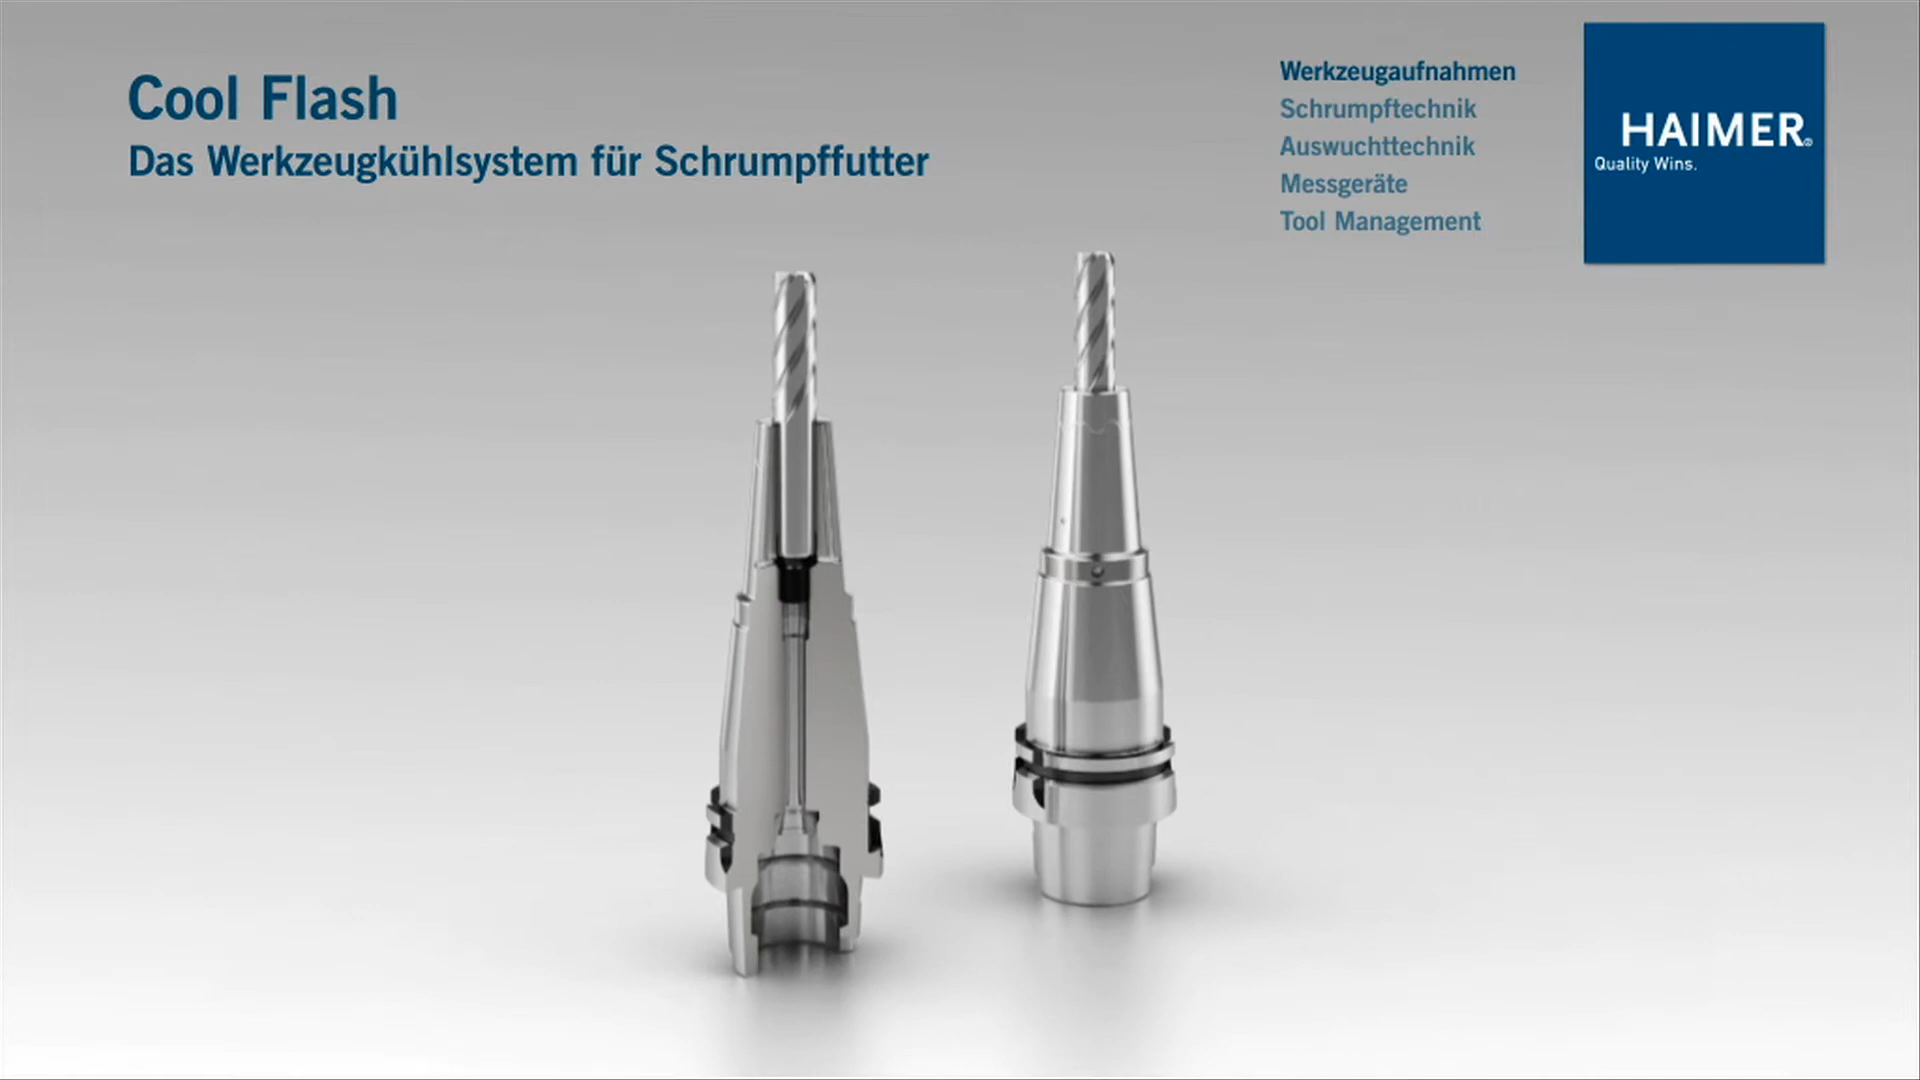 Cool Flash
Das Werkzeugkühlsystem für Schrumpffutter
Werkzeugaufnahmen
Schrumpftechnik
Auswuchttechnik
Messgeräte
Tool Management
HAIMER®
Quality Wins.